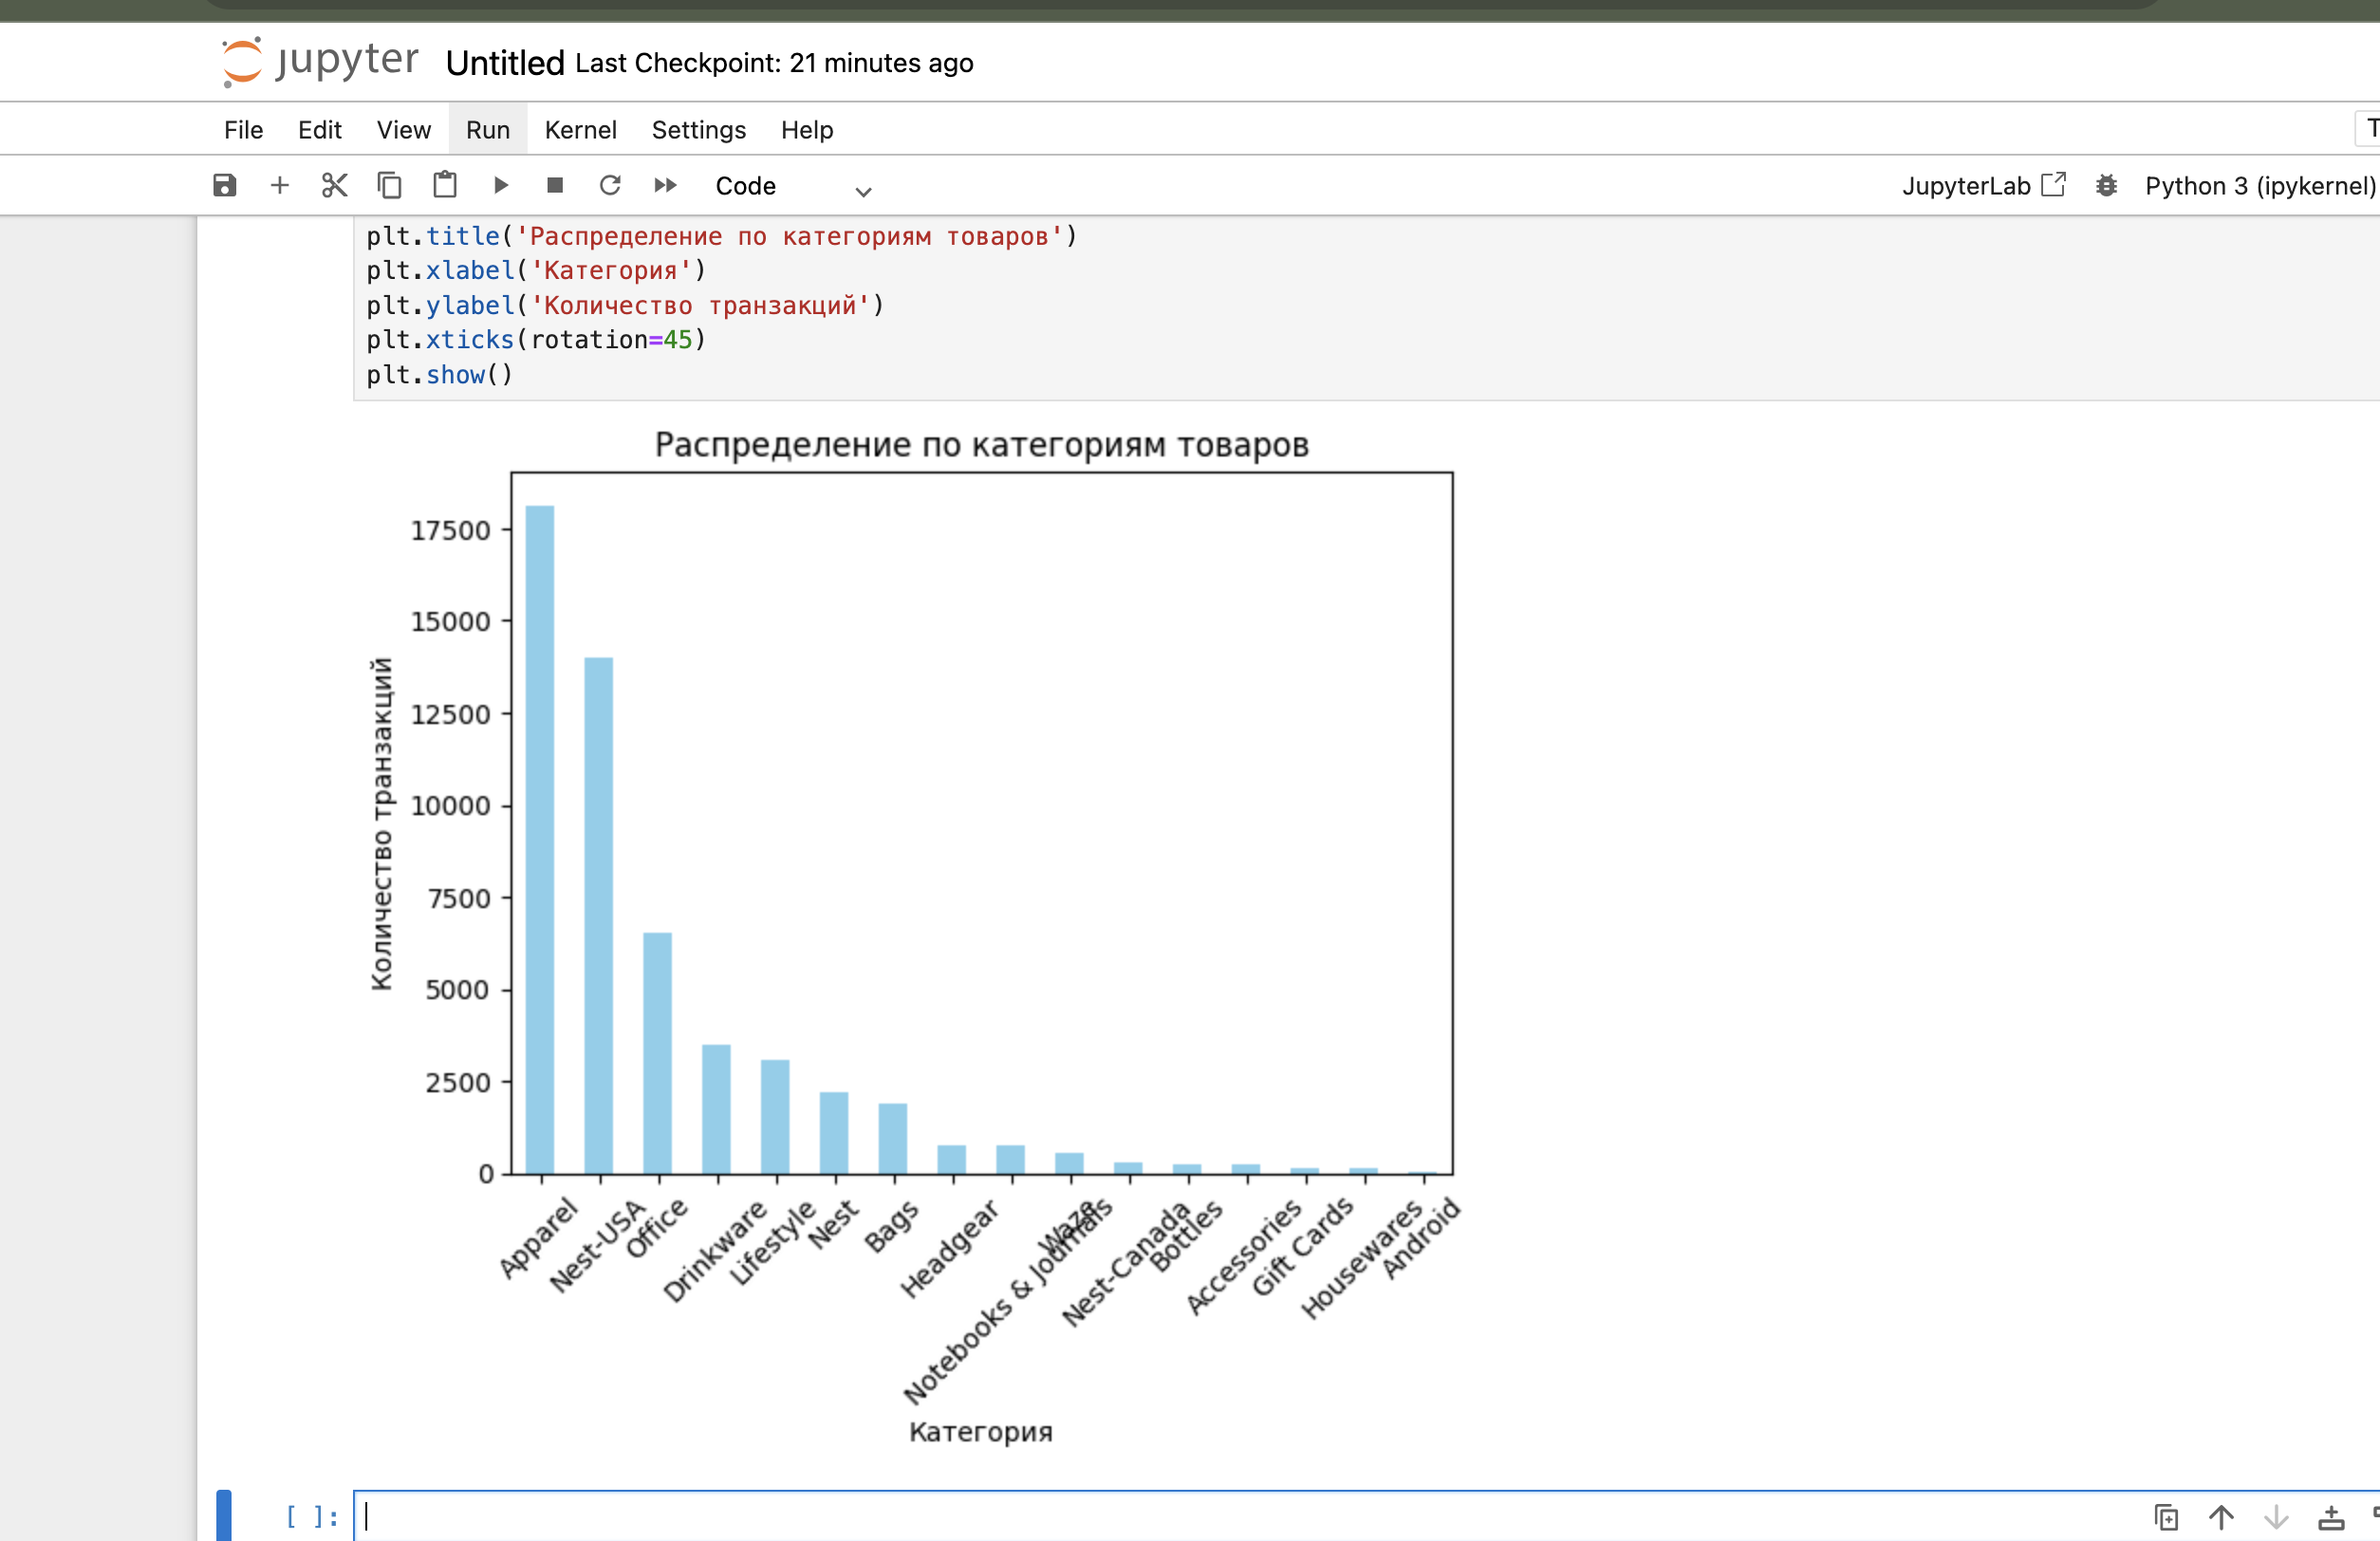 jupyter Untitled Last Checkpoint: 21 minutes ago
File Edit View Run Kernel Settings Help
Code JupyterLab Python 3 (ipykernel)
plt.title('Распределение по категориям товаров')
plt.xlabel('Категория')
plt.ylabel('Количество транзакций')
plt.xticks(rotation=45)
plt.show()
Распределение по категориям товаров
Количество транзакций
17500
15000
12500
10000
7500
5000
2500
0
Apparel
Nest-USA
Office
Drinkware
Lifestyle
Nest
Bags
Headgear
Notebooks & Journals
Waze
Nest-Canada
Bottles
Accessories
Gift Cards
Housewares
Android
Категория
[ ]: